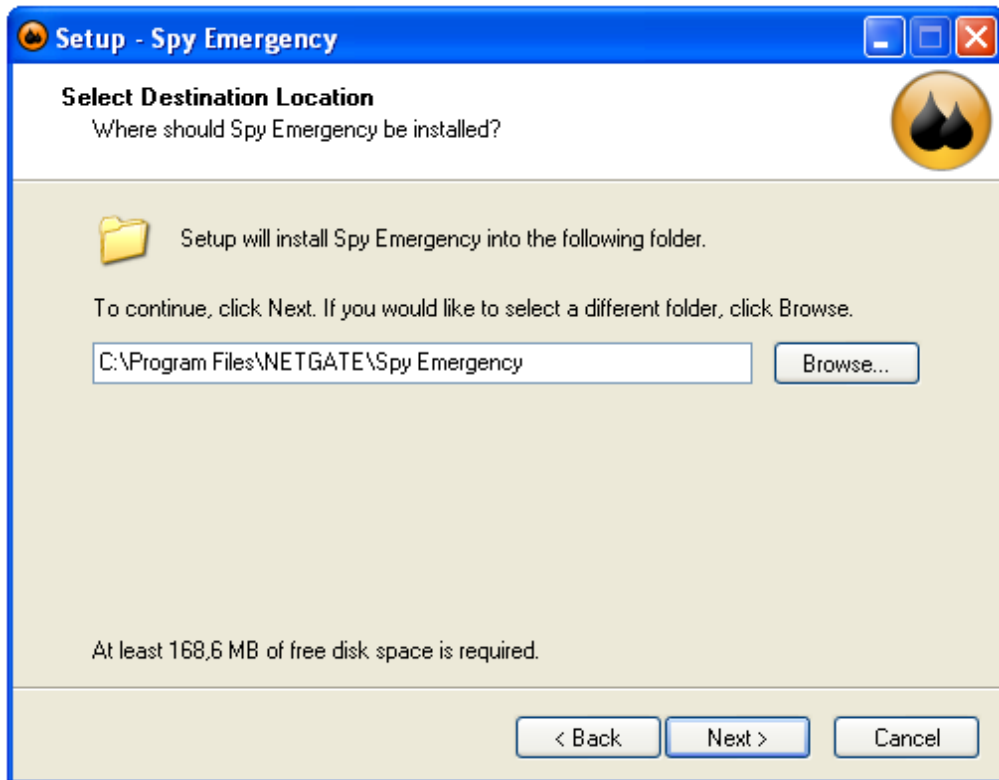 Setup - Spy Emergency
Select Destination Location
Where should Spy Emergency be installed?
Setup will install Spy Emergency into the following folder.
To continue, click Next. If you would like to select a different folder, click Browse.
C:\Program Files\NETGATE\Spy Emergency
Browse...
At least 168,6 MB of free disk space is required.
< Back
Next >
Cancel